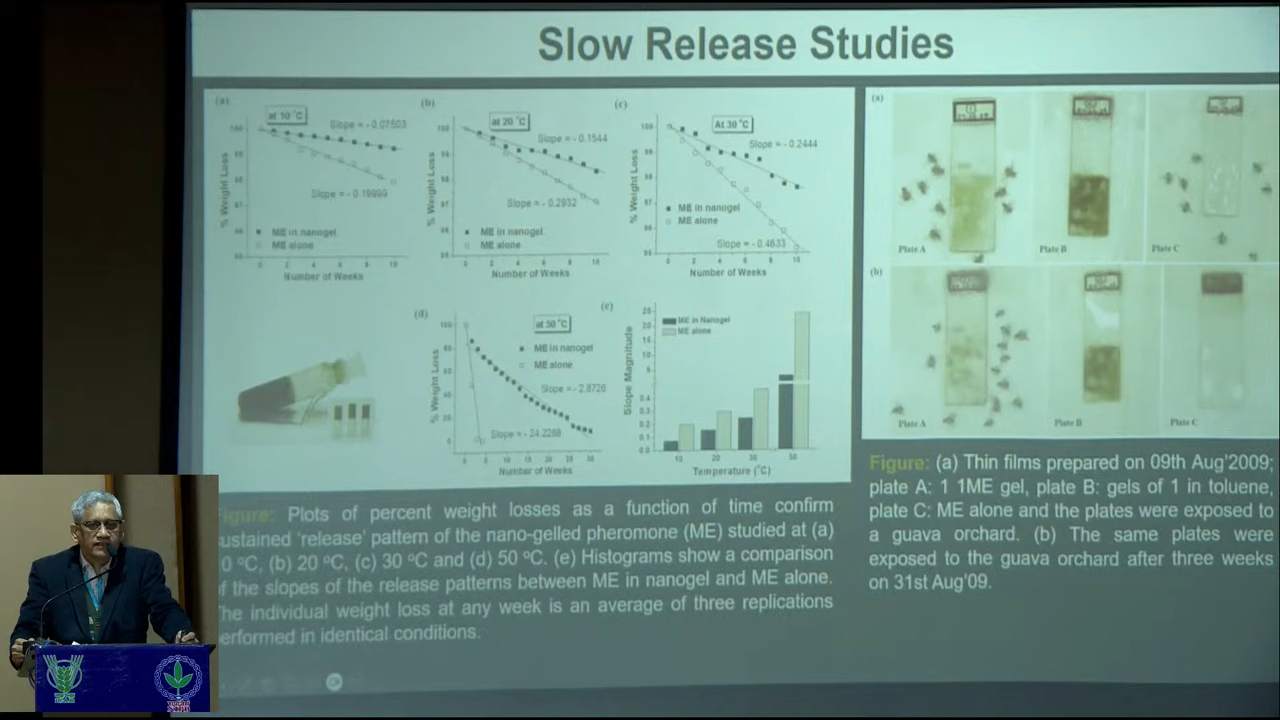 Slow Release Studies
(a)
at 10 °C
Slope = - 0.07503
Slope = - 0.19999
% Weight Loss
ME in nanogel
ME alone
Number of Weeks
(b)
at 20 °C
Slope = - 0.1544
Slope = - 0.2932
% Weight Loss
ME in nanogel
ME alone
Number of Weeks
(c)
At 30 °C
Slope = - 0.2444
% Weight Loss
ME in nanogel
ME alone
Slope = - 0.4633
Number of Weeks
(d)
at 50 °C
ME in nanogel
ME alone
Slope = - 2.8726
% Weight Loss
Slope = - 24.2288
Number of Weeks
(e)
ME in Nanogel
ME alone
Slope Magnitude
10 20 30 50
Temperature (°C)
(a)
Plate A
Plate B
Plate C
(b)
Plate A
Plate B
Plate C
igure: Plots of percent weight losses as a function of time confirm
sustained 'release' pattern of the nano-gelled pheromone (ME) studied at (a)
0 ºC, (b) 20 ºC, (c) 30 ºC and (d) 50 ºC. (e) Histograms show a comparison
of the slopes of the release patterns between ME in nanogel and ME alone.
The individual weight loss at any week is an average of three replications
erformed in identical conditions.
Figure: (a) Thin films prepared on 09th Aug'2009;
plate A: 1 1ME gel, plate B: gels of 1 in toluene,
plate C: ME alone and the plates were exposed to
a guava orchard. (b) The same plates were
exposed to the guava orchard after three weeks
on 31st Aug'09.